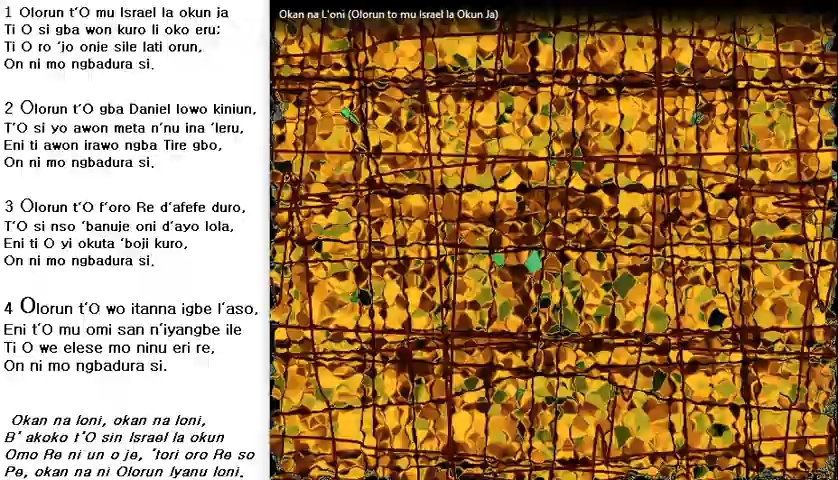 1 Olorun t'O mu Israel la okun ja
Ti O si gba won kuro li oko eru;
Ti O ro 'jo onje sile lati orun,
On ni mo ngbadura si.
2 Olorun t'O gba Daniel lowo kiniun,
T'O si yo awon meta n'nu ina 'leru,
Eni ti awon irawo ngba Tire gbo,
On ni mo ngbadura si.
3 Olorun t'O f'oro Re d'afefe duro,
T'O si nso 'banuje oni d'ayo lola,
Eni ti O yi okuta 'boji kuro,
On ni mo ngbadura si.
4 Olorun t'O wo itanna igbe l'aso,
Eni t'O mu omi san n'iyangbe ile
Ti O we elese mo ninu eri re,
On ni mo ngbadura si.
Okan na loni, okan na loni,
B' akoko t'O sin Israel la okun
Omo Re ni un o je, 'tori oro Re so
Pe, okan na ni Olorun Iyanu loni.
Okan na L'oni (Olorun to mu Israel la Okun Ja)